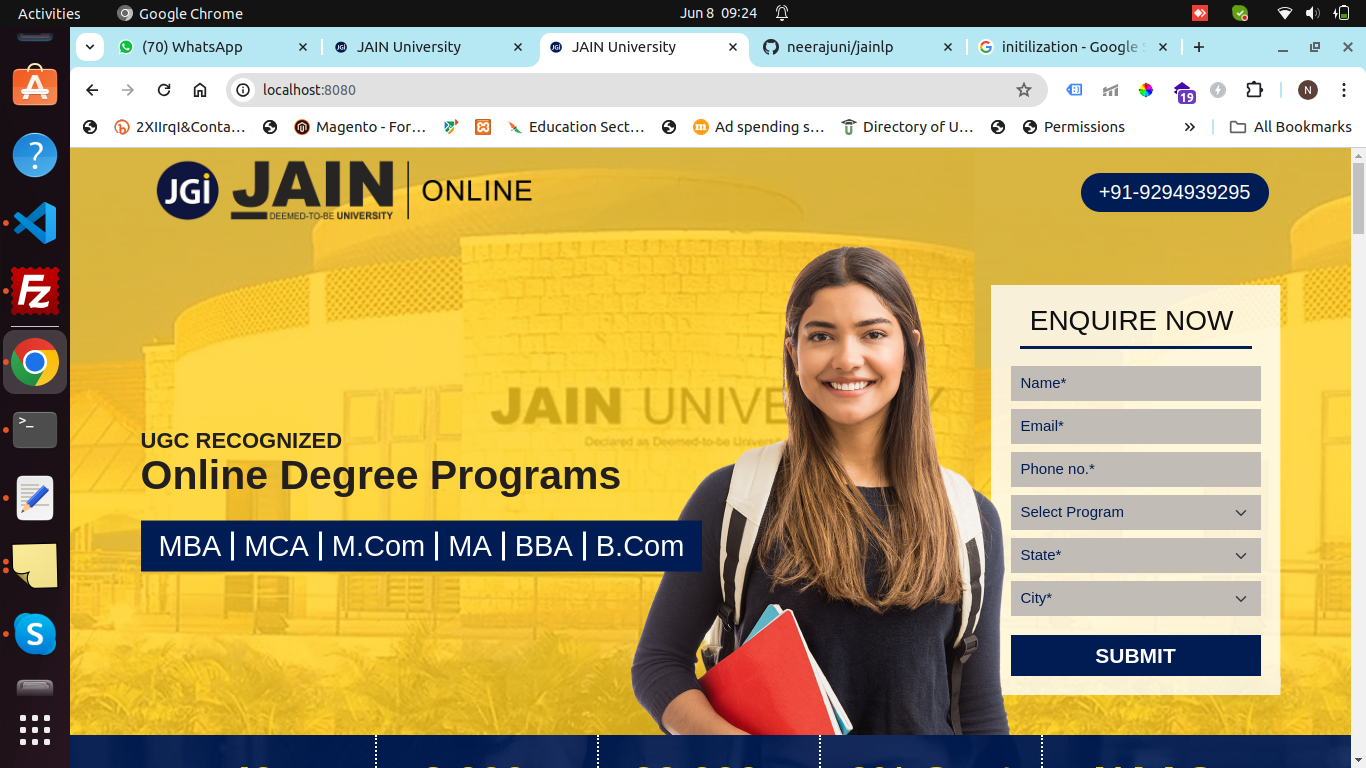 Activities
Google Chrome
Jun 8 09:24
(70) WhatsApp
JAIN University
JAIN University
neerajuni/jainlp
initilization - Google
localhost:8080
19
N
2XIIrqI&Conta…
Magento - For…
Education Sect…
Ad spending s…
Directory of U…
Permissions
»
All Bookmarks
JGi JAIN ONLINE
DEEMED-TO-BE UNIVERSITY
+91-9294939295
ENQUIRE NOW
Name*
Email*
JAIN
Declared as Deemed-to-be
UGC RECOGNIZED
Online Degree Programs
Phone no.*
Select Program
MBA | MCA | M.Com | MA | BBA | B.Com
State*
City*
SUBMIT